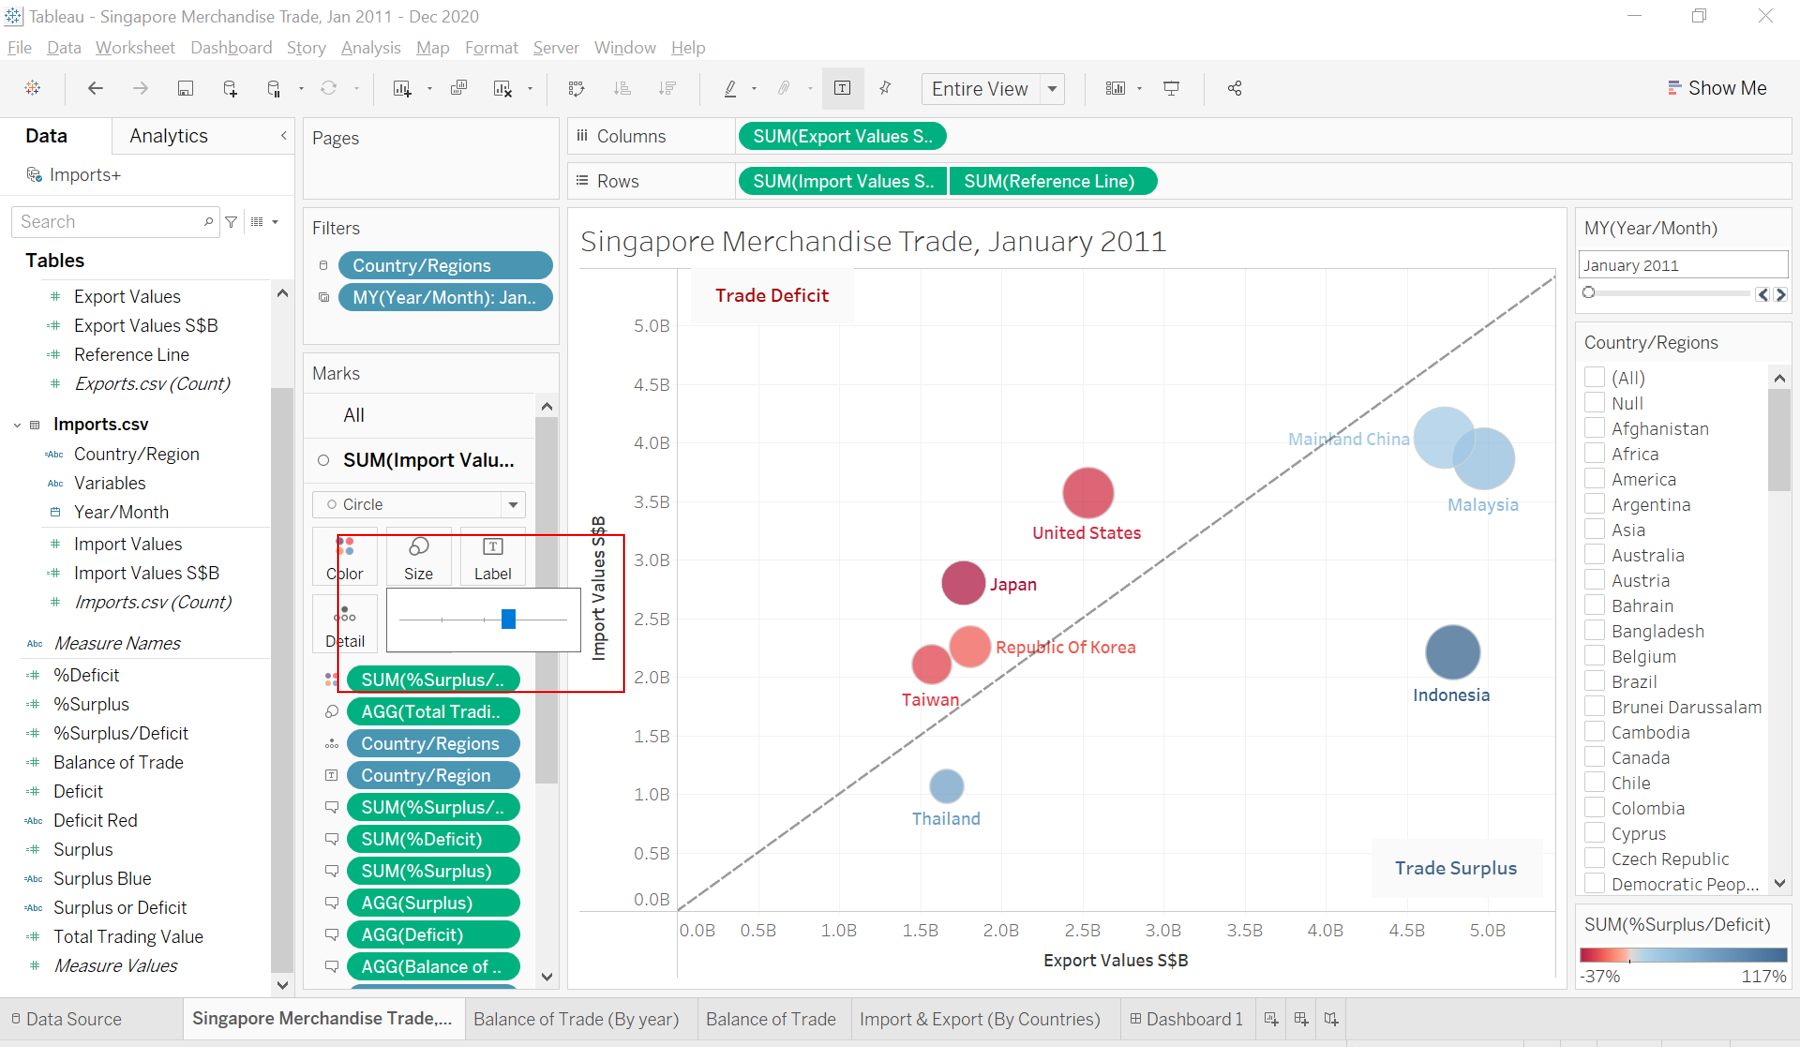 Tableau - Singapore Merchandise Trade, Jan 2011 - Dec 2020
File Data Worksheet Dashboard Story Analysis Map Format Server Window Help
Entire View
Show Me
Data
Analytics
Imports+
Search
Tables
Export Values
Export Values S$B
Reference Line
Exports.csv (Count)
Imports.csv
Abc Country/Region
Abc Variables
Year/Month
Import Values
Import Values S$B
Imports.csv (Count)
Abc Measure Names
%Deficit
%Surplus
%Surplus/Deficit
Balance of Trade
Deficit
Abc Deficit Red
Surplus
Abc Surplus Blue
Abc Surplus or Deficit
Total Trading Value
Measure Values
Pages
Filters
Country/Regions
MY(Year/Month): Jan..
Marks
All
SUM(Import Valu...
Circle
Color
Size
Label
Detail
SUM(%Surplus/..
AGG(Total Tradi..
Country/Regions
Country/Region
SUM(%Surplus/..
SUM(%Deficit)
SUM(%Surplus)
AGG(Surplus)
AGG(Deficit)
AGG(Balance of ..
Columns
SUM(Export Values S..
Rows
SUM(Import Values S..
SUM(Reference Line)
Singapore Merchandise Trade, January 2011
Trade Deficit
5.0B
4.5B
4.0B
3.5B
3.0B
2.5B
2.0B
1.5B
1.0B
0.5B
0.0B
Import Values S$B
Mainland China
Malaysia
United States
Japan
Republic Of Korea
Taiwan
Indonesia
Thailand
Trade Surplus
0.0B 0.5B 1.0B 1.5B 2.0B 2.5B 3.0B 3.5B 4.0B 4.5B 5.0B
Export Values S$B
MY(Year/Month)
January 2011
Country/Regions
(All)
Null
Afghanistan
Africa
America
Argentina
Asia
Australia
Austria
Bahrain
Bangladesh
Belgium
Brazil
Brunei Darussalam
Cambodia
Canada
Chile
Colombia
Cyprus
Czech Republic
Democratic Peop...
SUM(%Surplus/Deficit)
-37% 117%
Data Source
Singapore Merchandise Trade,...
Balance of Trade (By year)
Balance of Trade
Import & Export (By Countries)
Dashboard 1